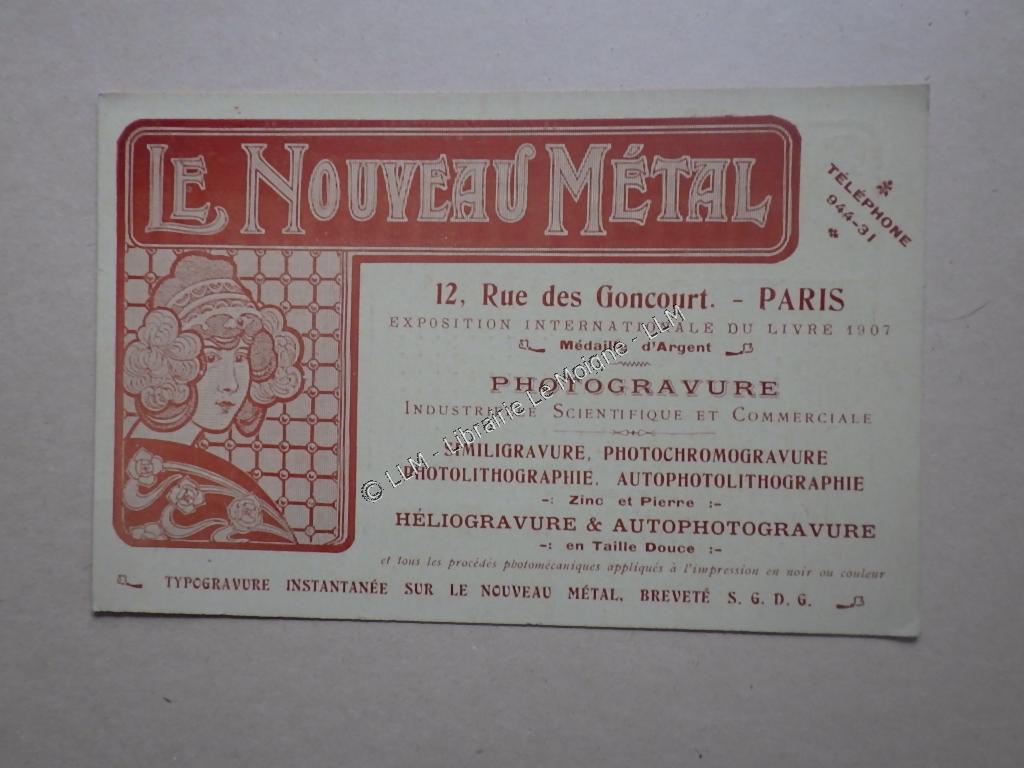 LE NOUVEAU MÉTAL
TÉLÉPHONE
944-31
12, Rue des Goncourt. - PARIS
EXPOSITION INTERNATIONALE DU LIVRE 1907
Médaille d'Argent
PHOTOGRAVURE
INDUSTRIELLE SCIENTIFIQUE ET COMMERCIALE
SIMILIGRAVURE, PHOTOCHROMOGRAVURE
PHOTOLITHOGRAPHIE, AUTOPHOTOLITHOGRAPHIE
-: Zinc et Pierre :-
HÉLIOGRAVURE & AUTOPHOTOGRAVURE
-: en Taille Douce :-
et tous les procédés photomécaniques appliqués à l'impression en noir ou couleur
TYPOGRAVURE INSTANTANÉE SUR LE NOUVEAU MÉTAL, BREVETÉ S. G. D. G.
© LLM - Librairie Le Moigne - LLM